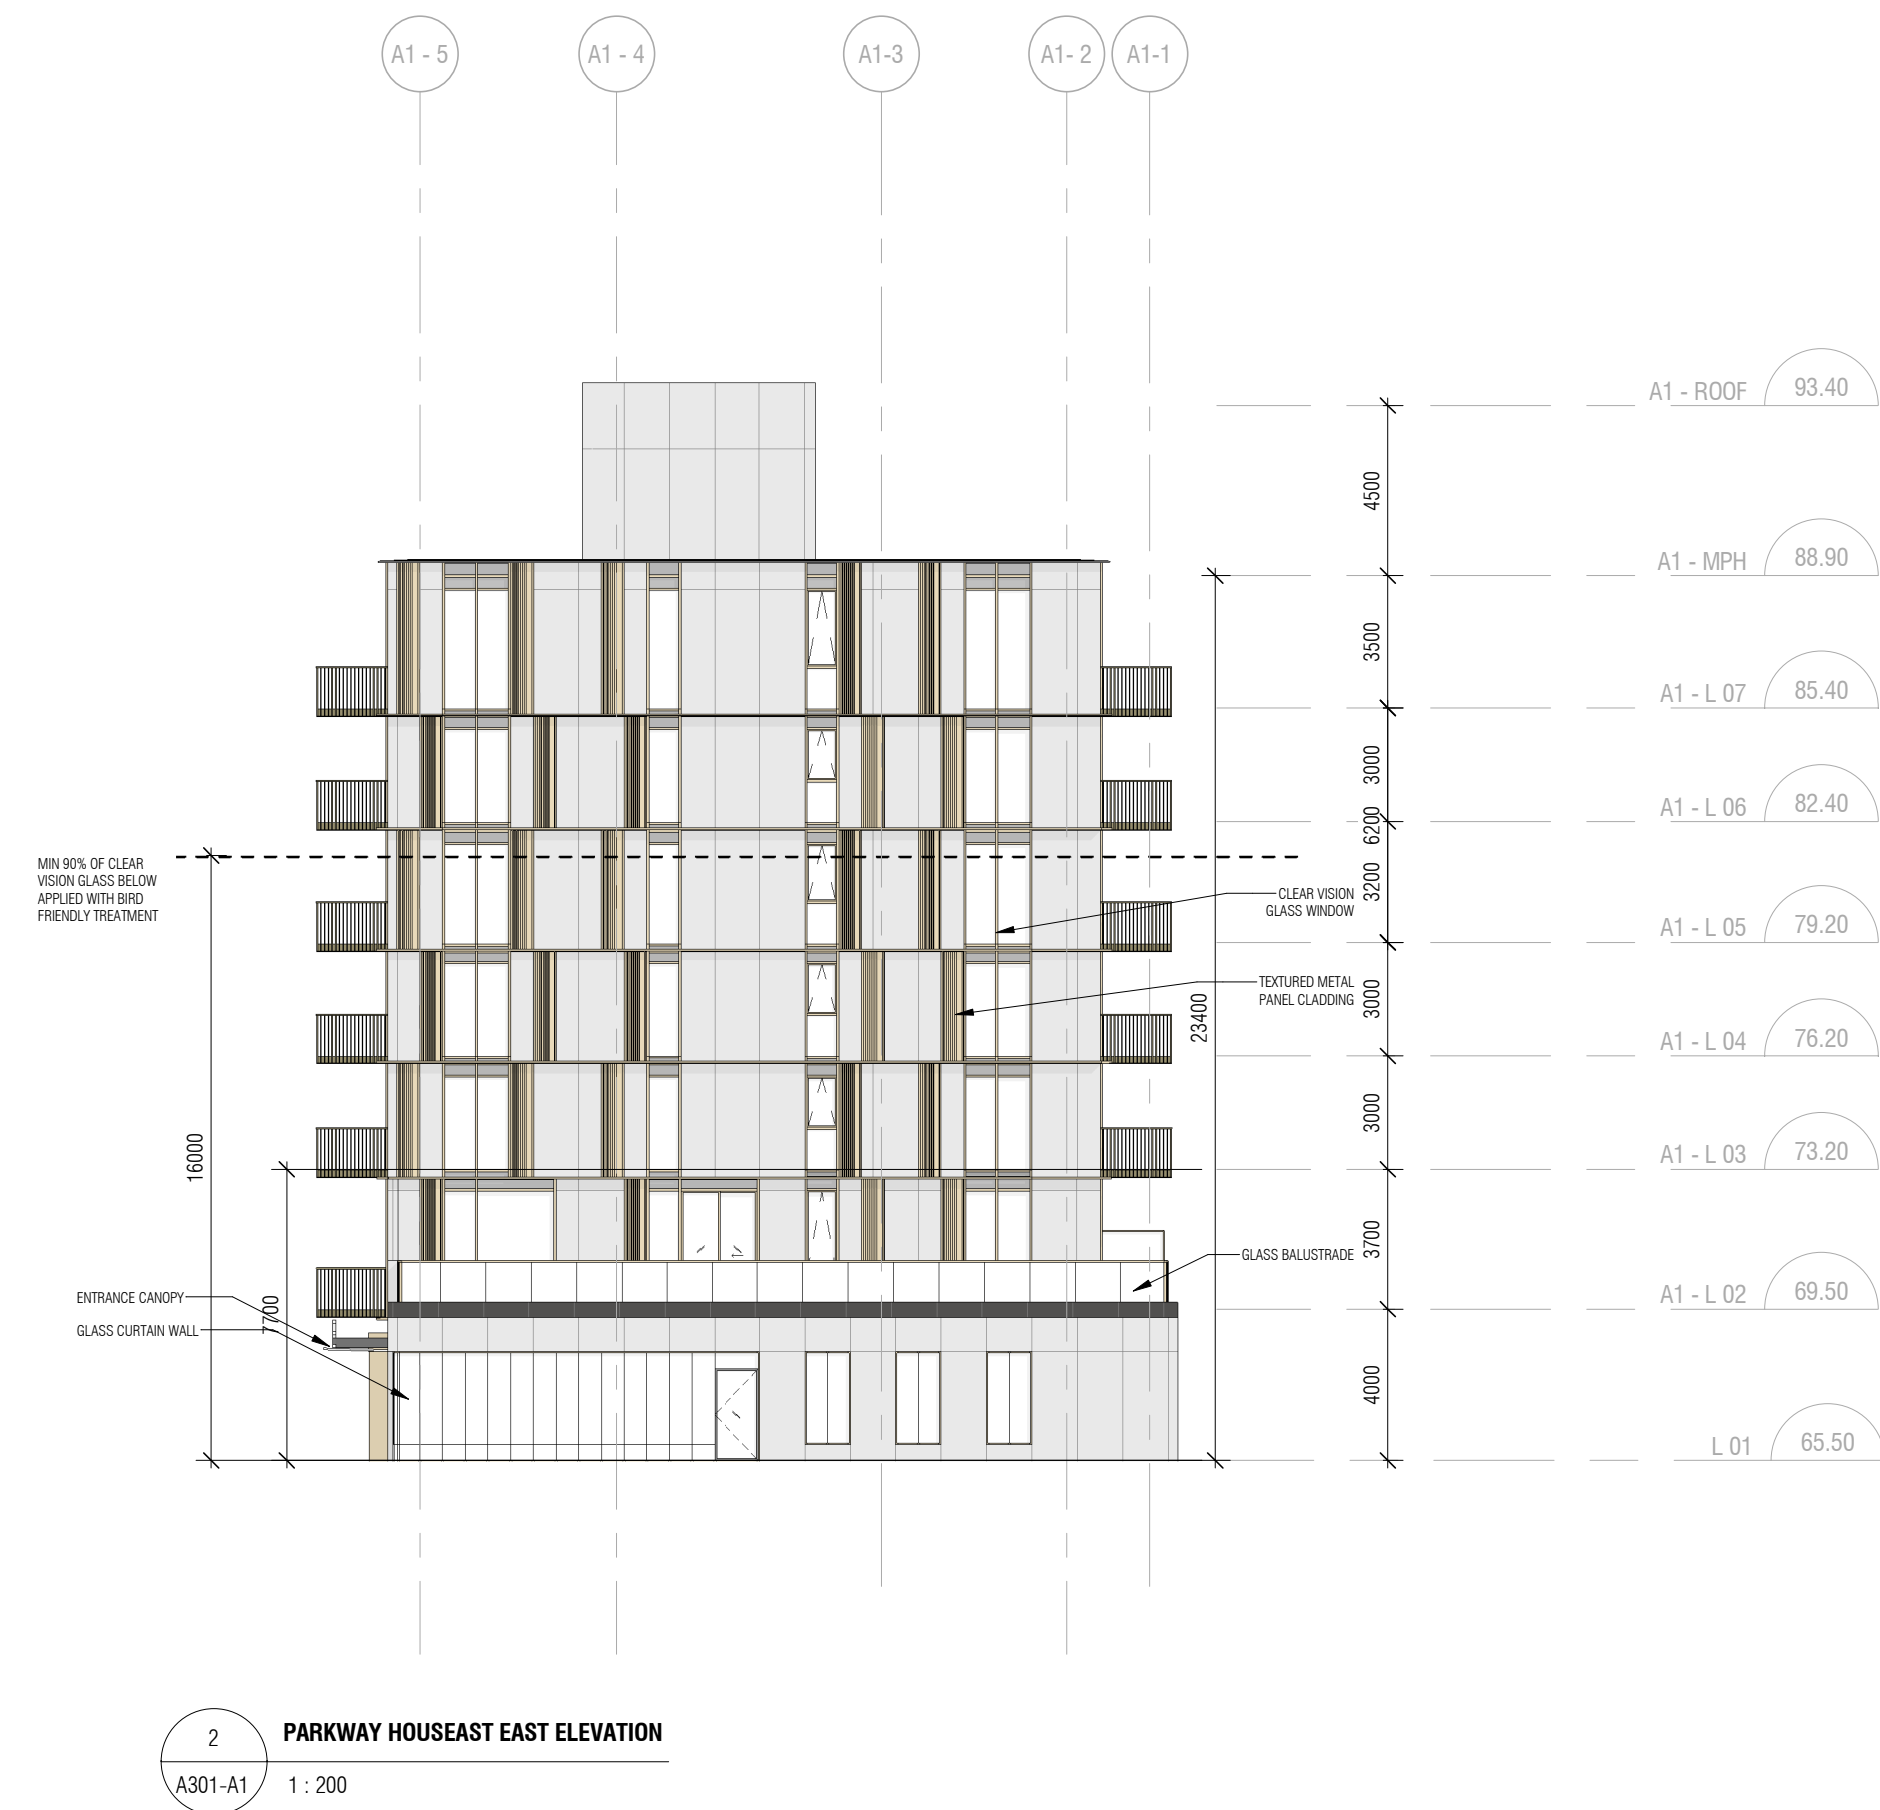 A1 - 5
A1 - 4
A1-3
A1- 2
A1-1
A1 - ROOF
93.40
4500
A1 - MPH
88.90
3500
A1 - L 07
85.40
3000
A1 - L 06
82.40
6200
MIN 90% OF CLEAR
VISION GLASS BELOW
APPLIED WITH BIRD
FRIENDLY TREATMENT
3200
CLEAR VISION
GLASS WINDOW
A1 - L 05
79.20
TEXTURED METAL
PANEL CLADDING
3000
23400
A1 - L 04
76.20
3000
16000
A1 - L 03
73.20
3700
GLASS BALUSTRADE
ENTRANCE CANOPY
A1 - L 02
69.50
7700
GLASS CURTAIN WALL
4000
L 01
65.50
2
PARKWAY HOUSEAST EAST ELEVATION
A301-A1
1 : 200